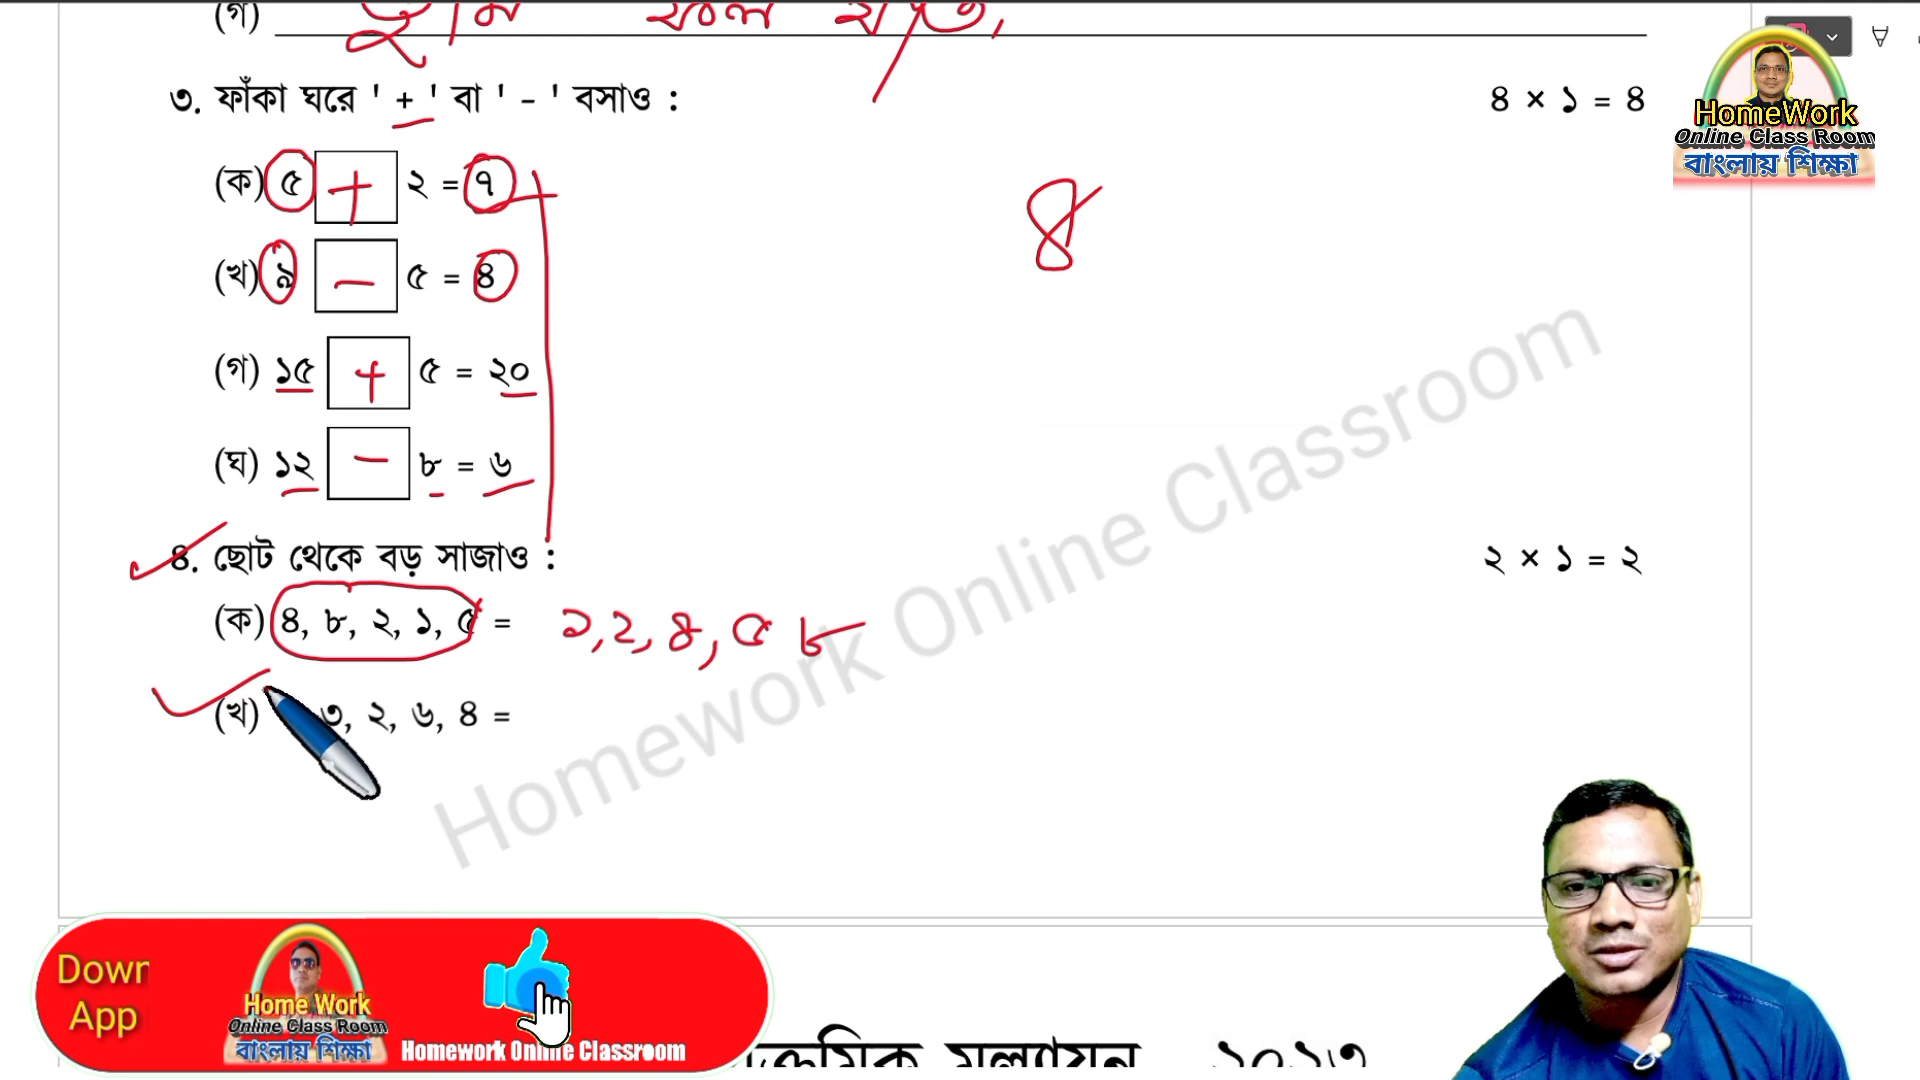 (গ)
৩. ফাঁকা ঘরে ' + ' বা ' - ' বসাও : ৪ × ১ = ৪
(ক) ৫ + ২ = ৭
৪
(খ) ৯ − ৫ = ৪
(গ) ১৫ + ৫ = ২০
(ঘ) ১২ − ৮ = ৬
৪. ছোট থেকে বড় সাজাও : ২ × ১ = ২
(ক) ৪, ৮, ২, ১, ৫ = ১, ২, ৪, ৫ ৮
(খ) ৩, ২, ৬, ৪ =
HomeWork
Online Class Room
বাংলায় শিক্ষা
Homework Online Classroom
Down
App
Home Work
Online Class Room
বাংলায় শিক্ষা
Homework Online Classroom